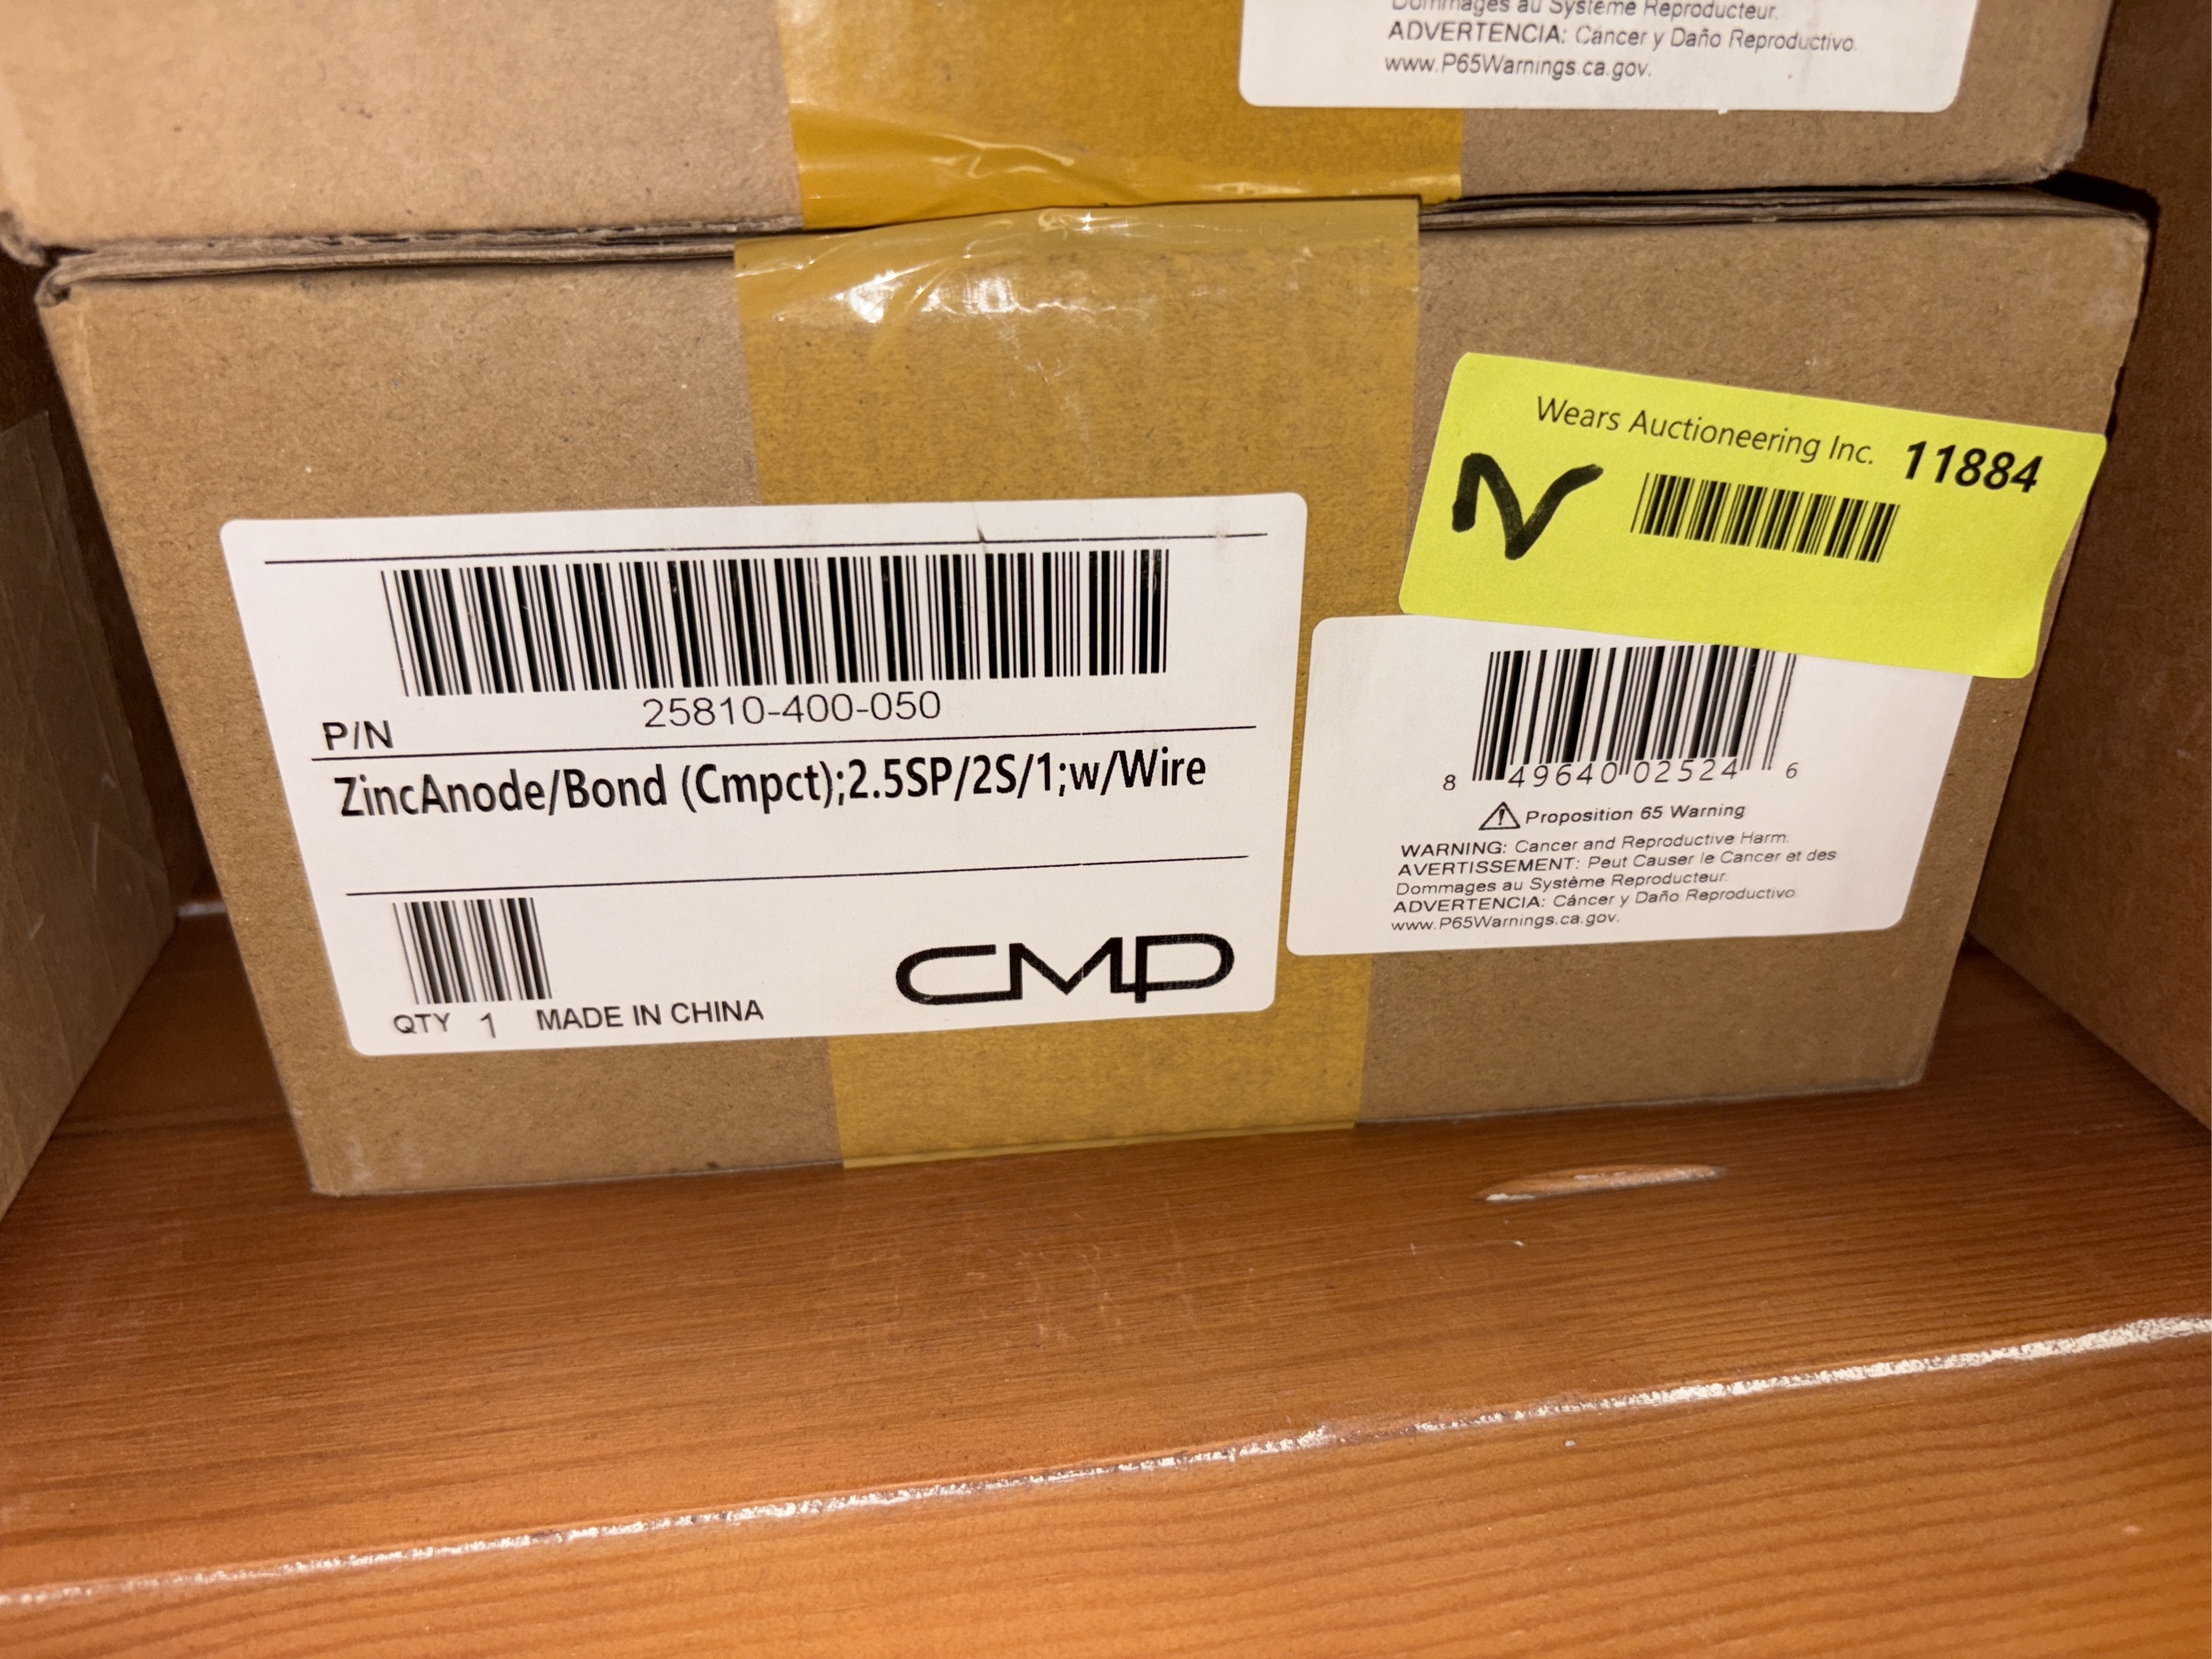 Dommages au Système Reproducteur.
ADVERTENCIA: Cáncer y Daño Reproductivo.
www.P65Warnings.ca.gov.
Wears Auctioneering Inc. 11884
25810-400-050
P/N
ZincAnode/Bond (Cmpct);2.5SP/2S/1;w/Wire
QTY 1 MADE IN CHINA
CMP
8 49640 02524 6
Proposition 65 Warning
WARNING: Cancer and Reproductive Harm.
AVERTISSEMENT: Peut Causer le Cancer et des
Dommages au Système Reproducteur.
ADVERTENCIA: Cáncer y Daño Reproductivo.
www.P65Warnings.ca.gov.